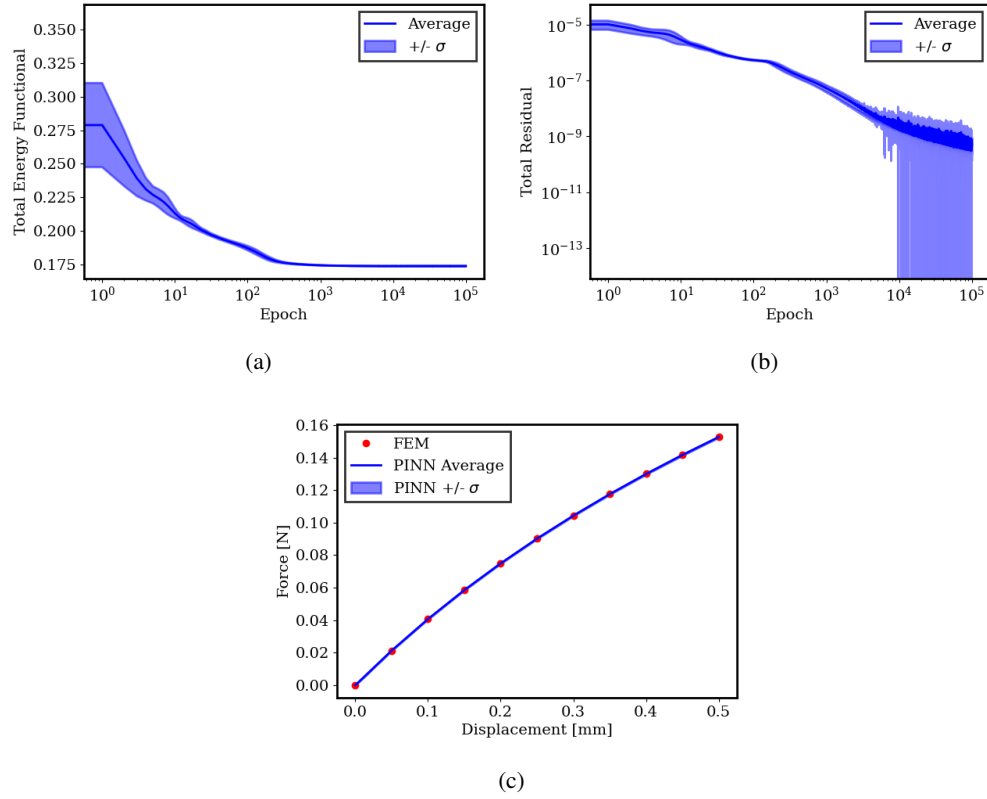 Average
+/- σ
0.350
0.325
0.300
0.275
0.250
0.225
0.200
0.175
Total Energy Functional
10^0
10^1
10^2
10^3
10^4
10^5
Epoch
(a)
Average
+/- σ
10^-5
10^-7
10^-9
10^-11
10^-13
Total Residual
10^0
10^1
10^2
10^3
10^4
10^5
Epoch
(b)
FEM
PINN Average
PINN +/- σ
0.16
0.14
0.12
0.10
0.08
0.06
0.04
0.02
0.00
Force [N]
0.0
0.1
0.2
0.3
0.4
0.5
Displacement [mm]
(c)